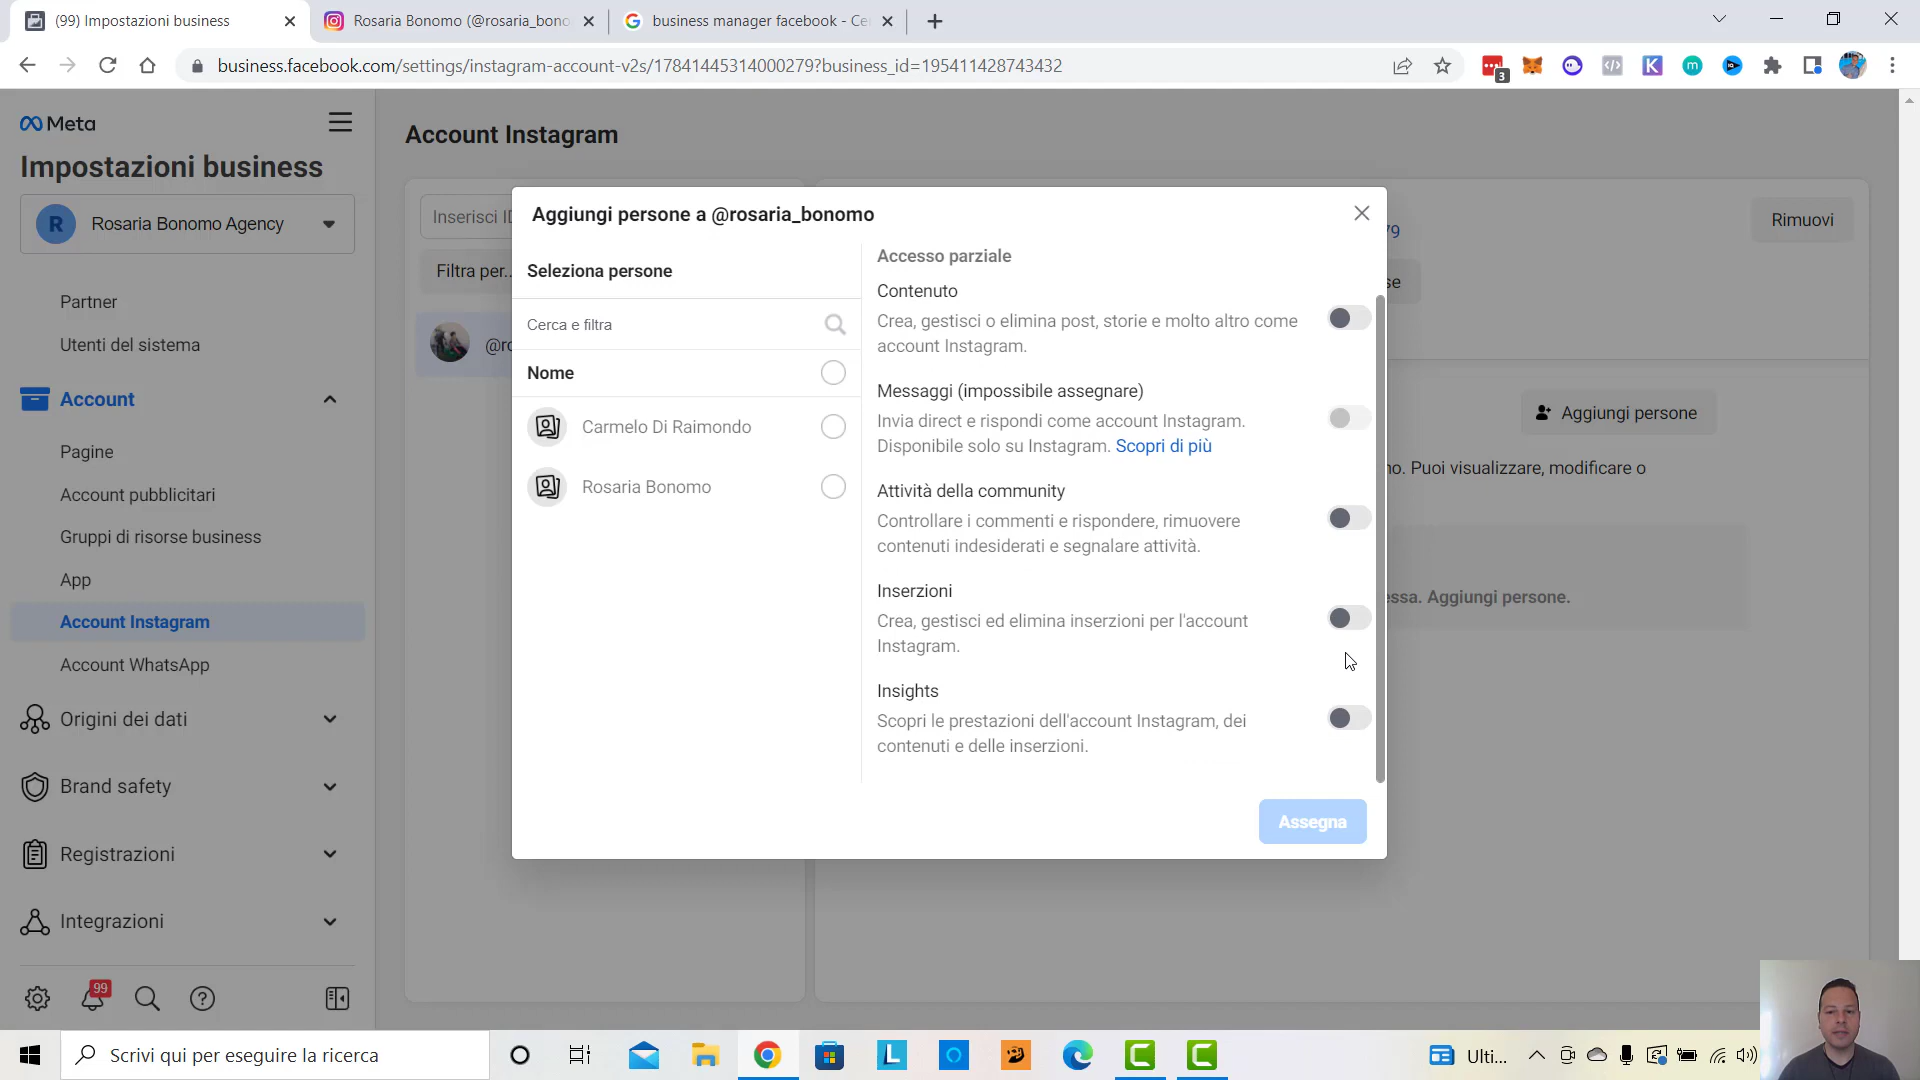 (99) Impostazioni business
Rosaria Bonomo (@rosaria_bono
business manager facebook - Ce
business.facebook.com/settings/instagram-account-v2s/17841445314000279?business_id=195411428743432
3
Meta
Impostazioni business
R
Rosaria Bonomo Agency
Partner
Utenti del sistema
Account
Pagine
Account pubblicitari
Gruppi di risorse business
App
Account Instagram
Account WhatsApp
Origini dei dati
Brand safety
Registrazioni
Integrazioni
99
Account Instagram
Inserisci ID
Filtra per...
@ro
79
se
Rimuovi
Aggiungi persone
no. Puoi visualizzare, modificare o
essa. Aggiungi persone.
Aggiungi persone a @rosaria_bonomo
Seleziona persone
Cerca e filtra
Nome
Carmelo Di Raimondo
Rosaria Bonomo
Accesso parziale
Contenuto
Crea, gestisci o elimina post, storie e molto altro come
account Instagram.
Messaggi (impossibile assegnare)
Invia direct e rispondi come account Instagram.
Disponibile solo su Instagram. Scopri di più
Attività della community
Controllare i commenti e rispondere, rimuovere
contenuti indesiderati e segnalare attività.
Inserzioni
Crea, gestisci ed elimina inserzioni per l'account
Instagram.
Insights
Scopri le prestazioni dell'account Instagram, dei
contenuti e delle inserzioni.
Assegna
Scrivi qui per eseguire la ricerca
Ulti...